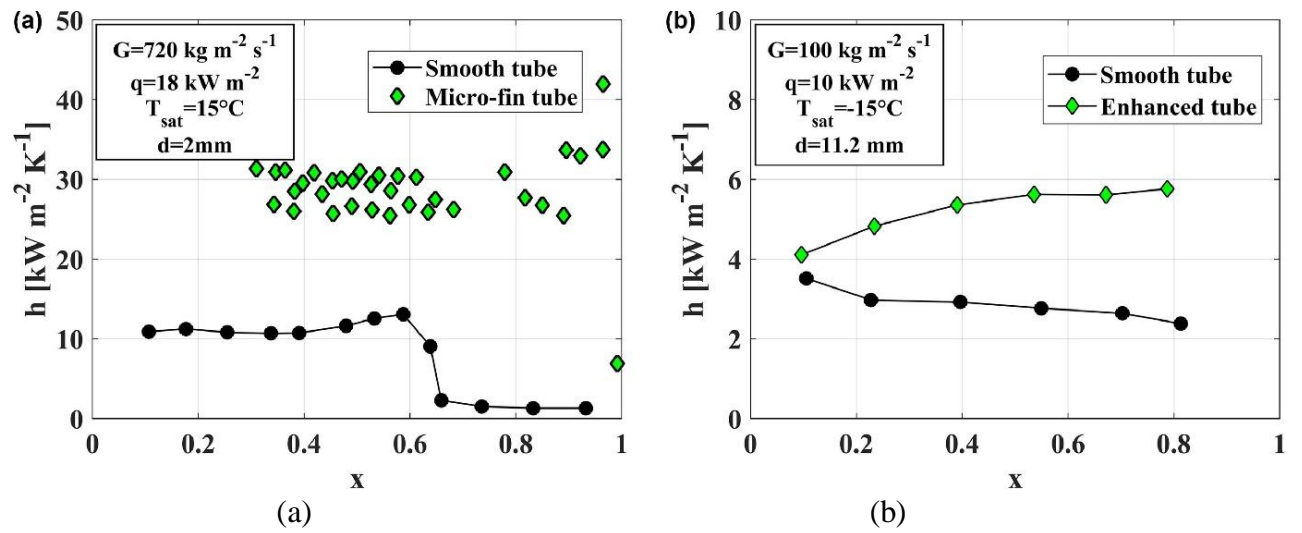 (a)
50
40
30
20
10
0
h [kW m⁻² K⁻¹]
G=720 kg m⁻² s⁻¹
q=18 kW m⁻²
T_sat=15°C
d=2mm
Smooth tube
Micro-fin tube
0 0.2 0.4 0.6 0.8 1
x
(a)
(b)
10
8
6
4
2
0
h [kW m⁻² K⁻¹]
G=100 kg m⁻² s⁻¹
q=10 kW m⁻²
T_sat=-15°C
d=11.2 mm
Smooth tube
Enhanced tube
0 0.2 0.4 0.6 0.8 1
x
(b)